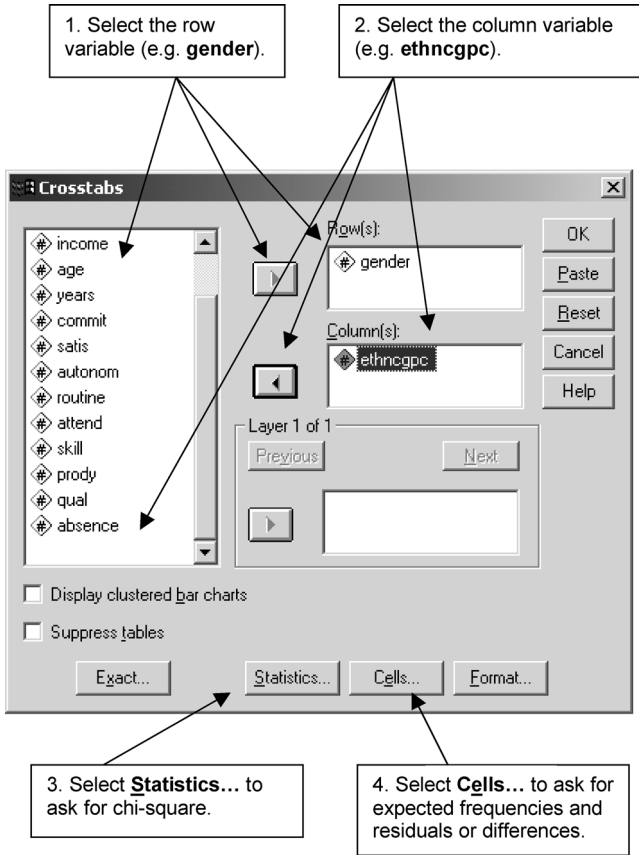 1. Select the row
variable (e.g. gender).
2. Select the column variable
(e.g. ethncgpc).
Crosstabs
income
age
years
commit
satis
autonom
routine
attend
skill
prody
qual
absence
Row(s):
gender
Column(s):
ethncgpc
Layer 1 of 1
Previous
Next
OK
Paste
Reset
Cancel
Help
Display clustered bar charts
Suppress tables
Exact...
Statistics...
Cells...
Format...
3. Select Statistics... to
ask for chi-square.
4. Select Cells... to ask for
expected frequencies and
residuals or differences.